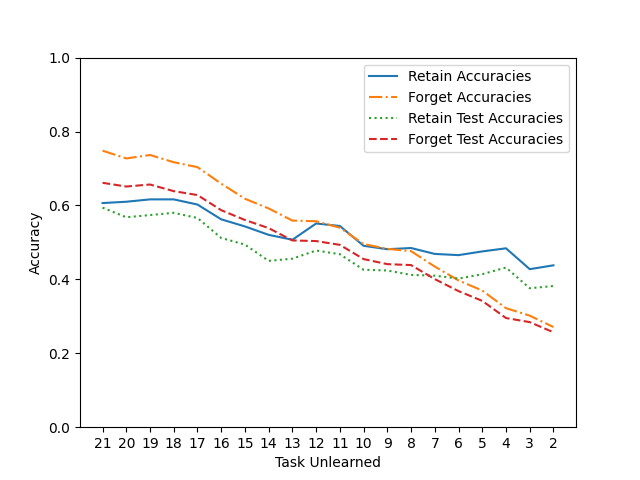 1.0
0.8
0.6
0.4
0.2
0.0
Accuracy
Retain Accuracies
Forget Accuracies
Retain Test Accuracies
Forget Test Accuracies
21 20 19 18 17 16 15 14 13 12 11 10 9 8 7 6 5 4 3 2
Task Unlearned